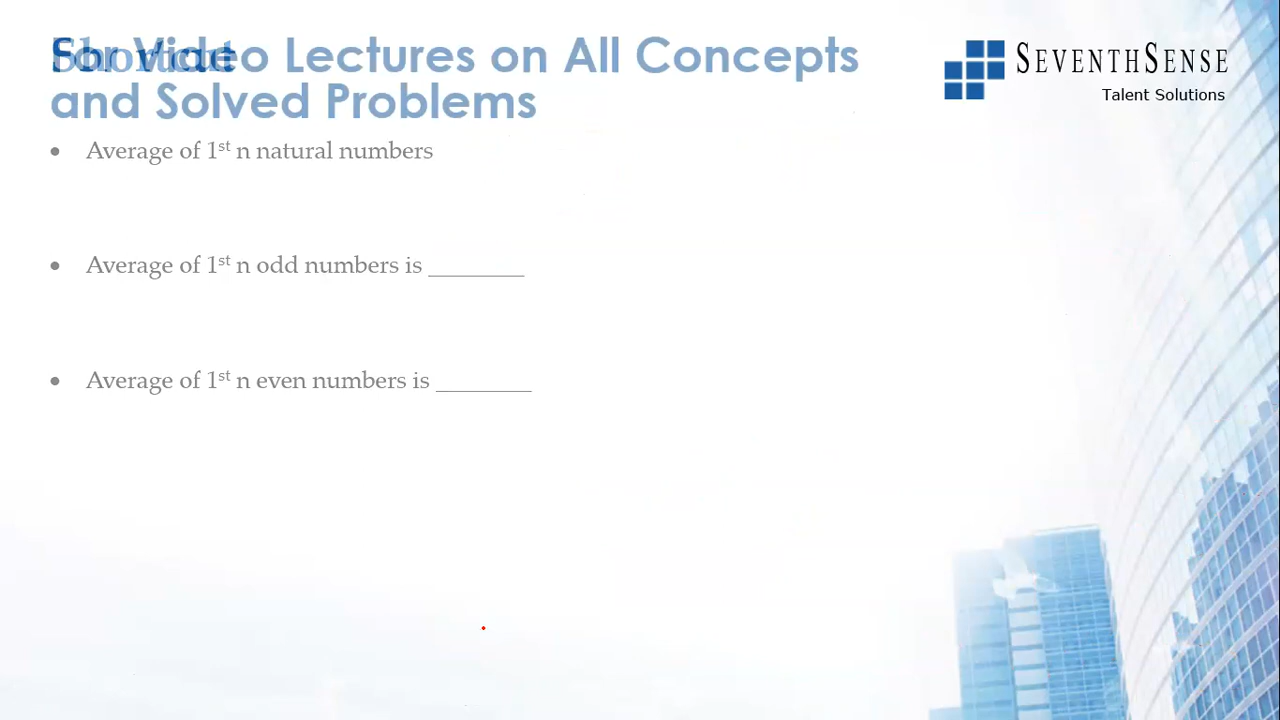 For Video Lectures on All Concepts
and Solved Problems
Shortcut
SEVENTHSENSE
Talent Solutions
• Average of 1st n natural numbers
• Average of 1st n odd numbers is ________
• Average of 1st n even numbers is ________